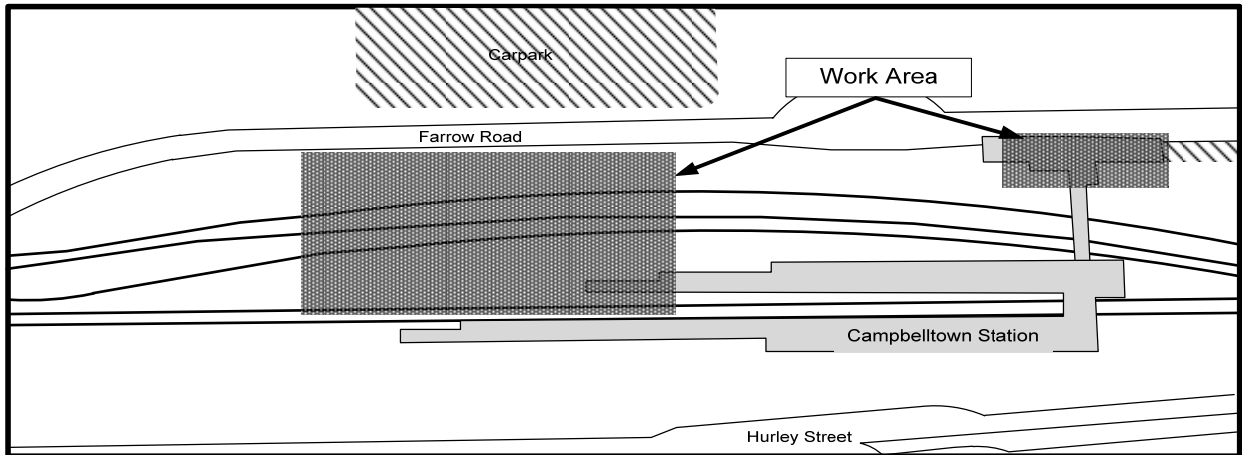 Carpark
Work Area
Farrow Road
Campbelltown Station
Hurley Street